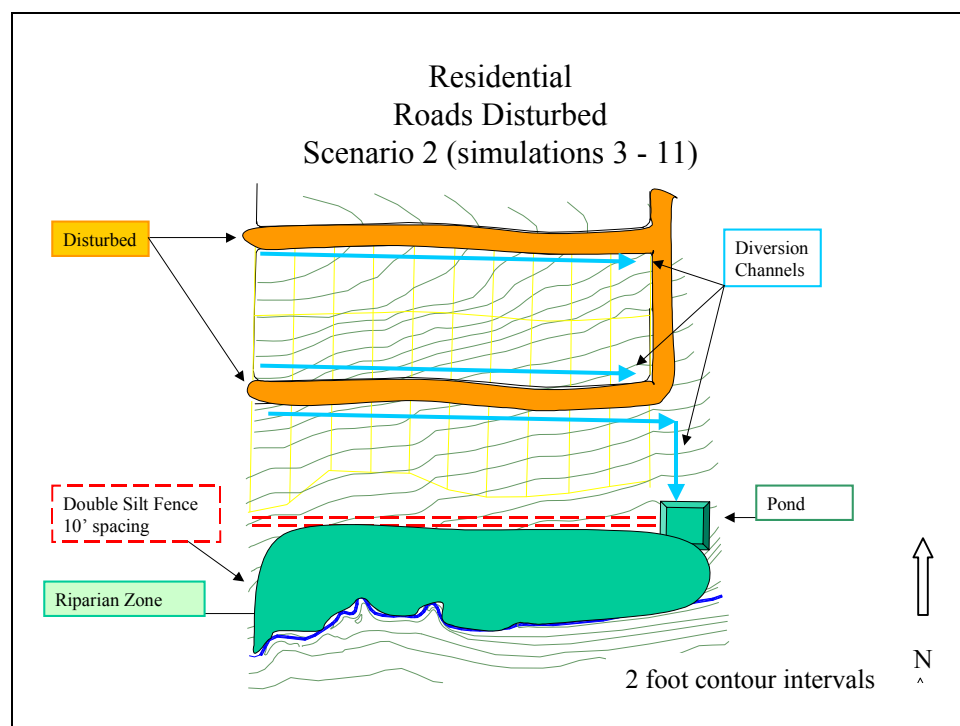 Residential
Roads Disturbed
Scenario 2 (simulations 3 - 11)
Disturbed
Diversion
Channels
Double Silt Fence
10’ spacing
Pond
Riparian Zone
N
^
2 foot contour intervals